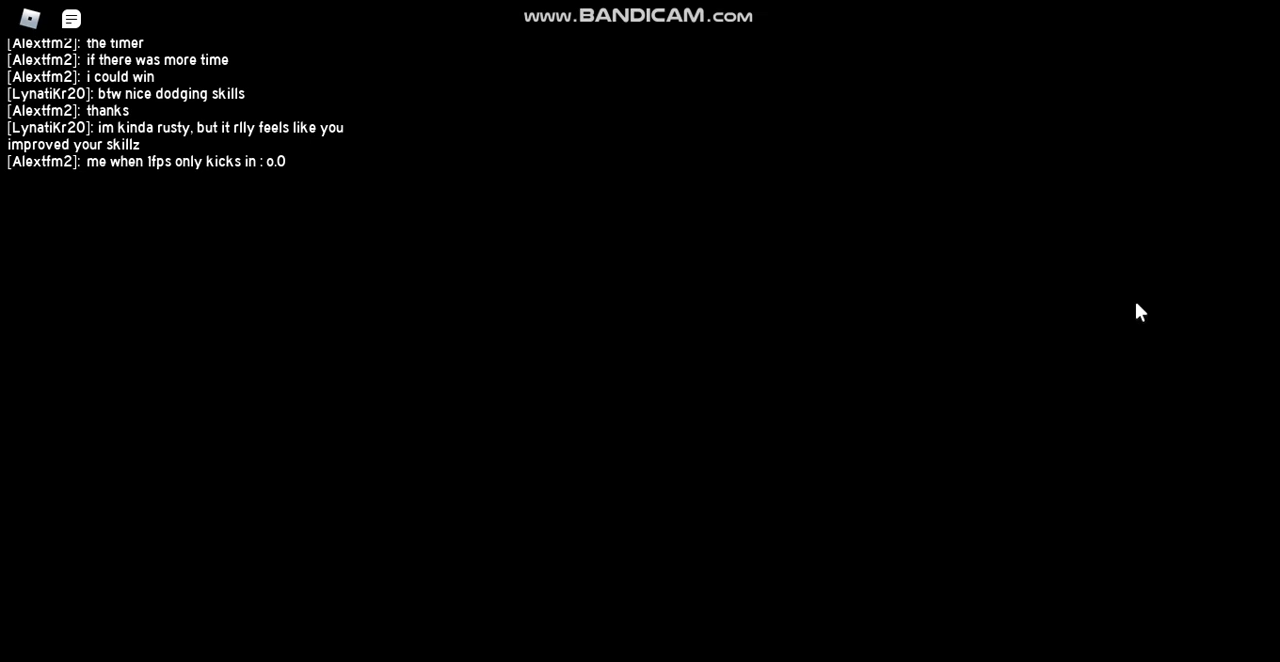 www.BANDICAM.com
[Alextfm2]: the timer
[Alextfm2]: if there was more time
[Alextfm2]: i could win
[LynatiKr20]: btw nice dodging skills
[Alextfm2]: thanks
[LynatiKr20]: im kinda rusty, but it rlly feels like you
improved your skillz
[Alextfm2]: me when 1fps only kicks in : o.0